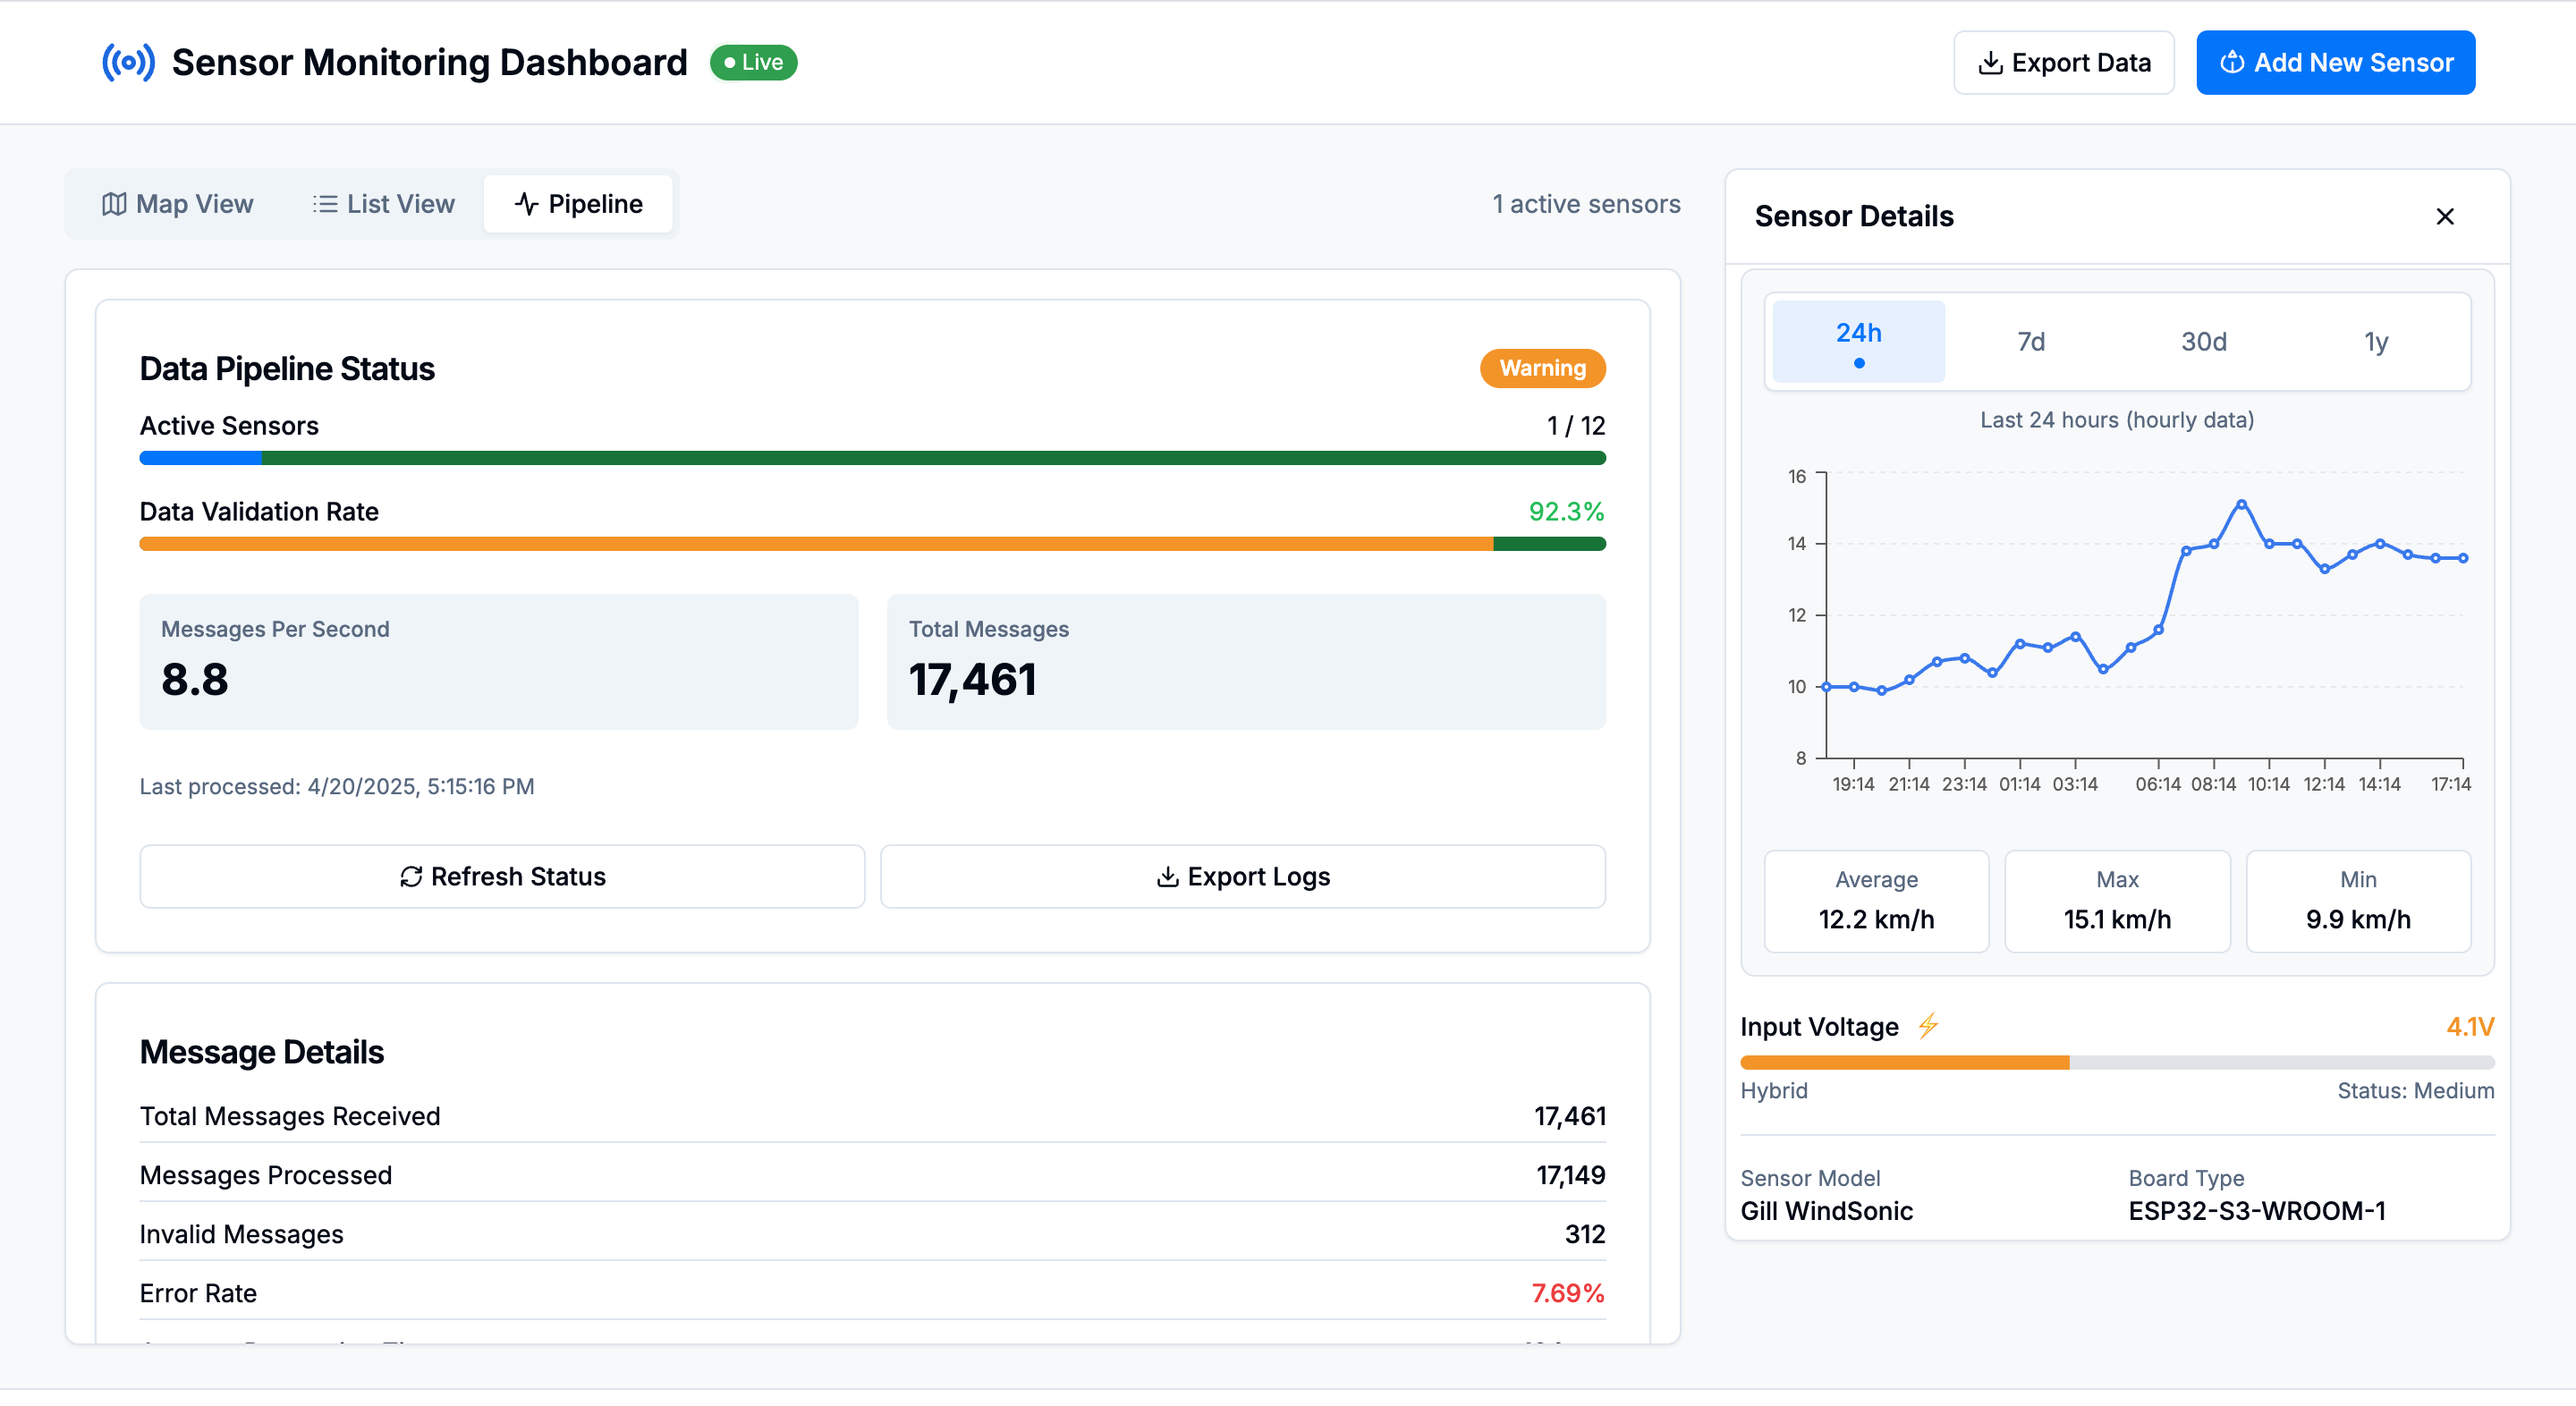 Sensor Monitoring Dashboard
Live
Export Data
Add New Sensor
Map View
List View
Pipeline
1 active sensors
Data Pipeline Status
Warning
Active Sensors
1 / 12
Data Validation Rate
92.3%
Messages Per Second
8.8
Total Messages
17,461
Last processed: 4/20/2025, 5:15:16 PM
Refresh Status
Export Logs
Message Details
Total Messages Received
17,461
Messages Processed
17,149
Invalid Messages
312
Error Rate
7.69%
Sensor Details
24h
7d
30d
1y
Last 24 hours (hourly data)
16
14
12
10
8
19:14 21:14 23:14 01:14 03:14 06:14 08:14 10:14 12:14 14:14 17:14
Average
12.2 km/h
Max
15.1 km/h
Min
9.9 km/h
Input Voltage
4.1V
Hybrid
Status: Medium
Sensor Model
Gill WindSonic
Board Type
ESP32-S3-WROOM-1